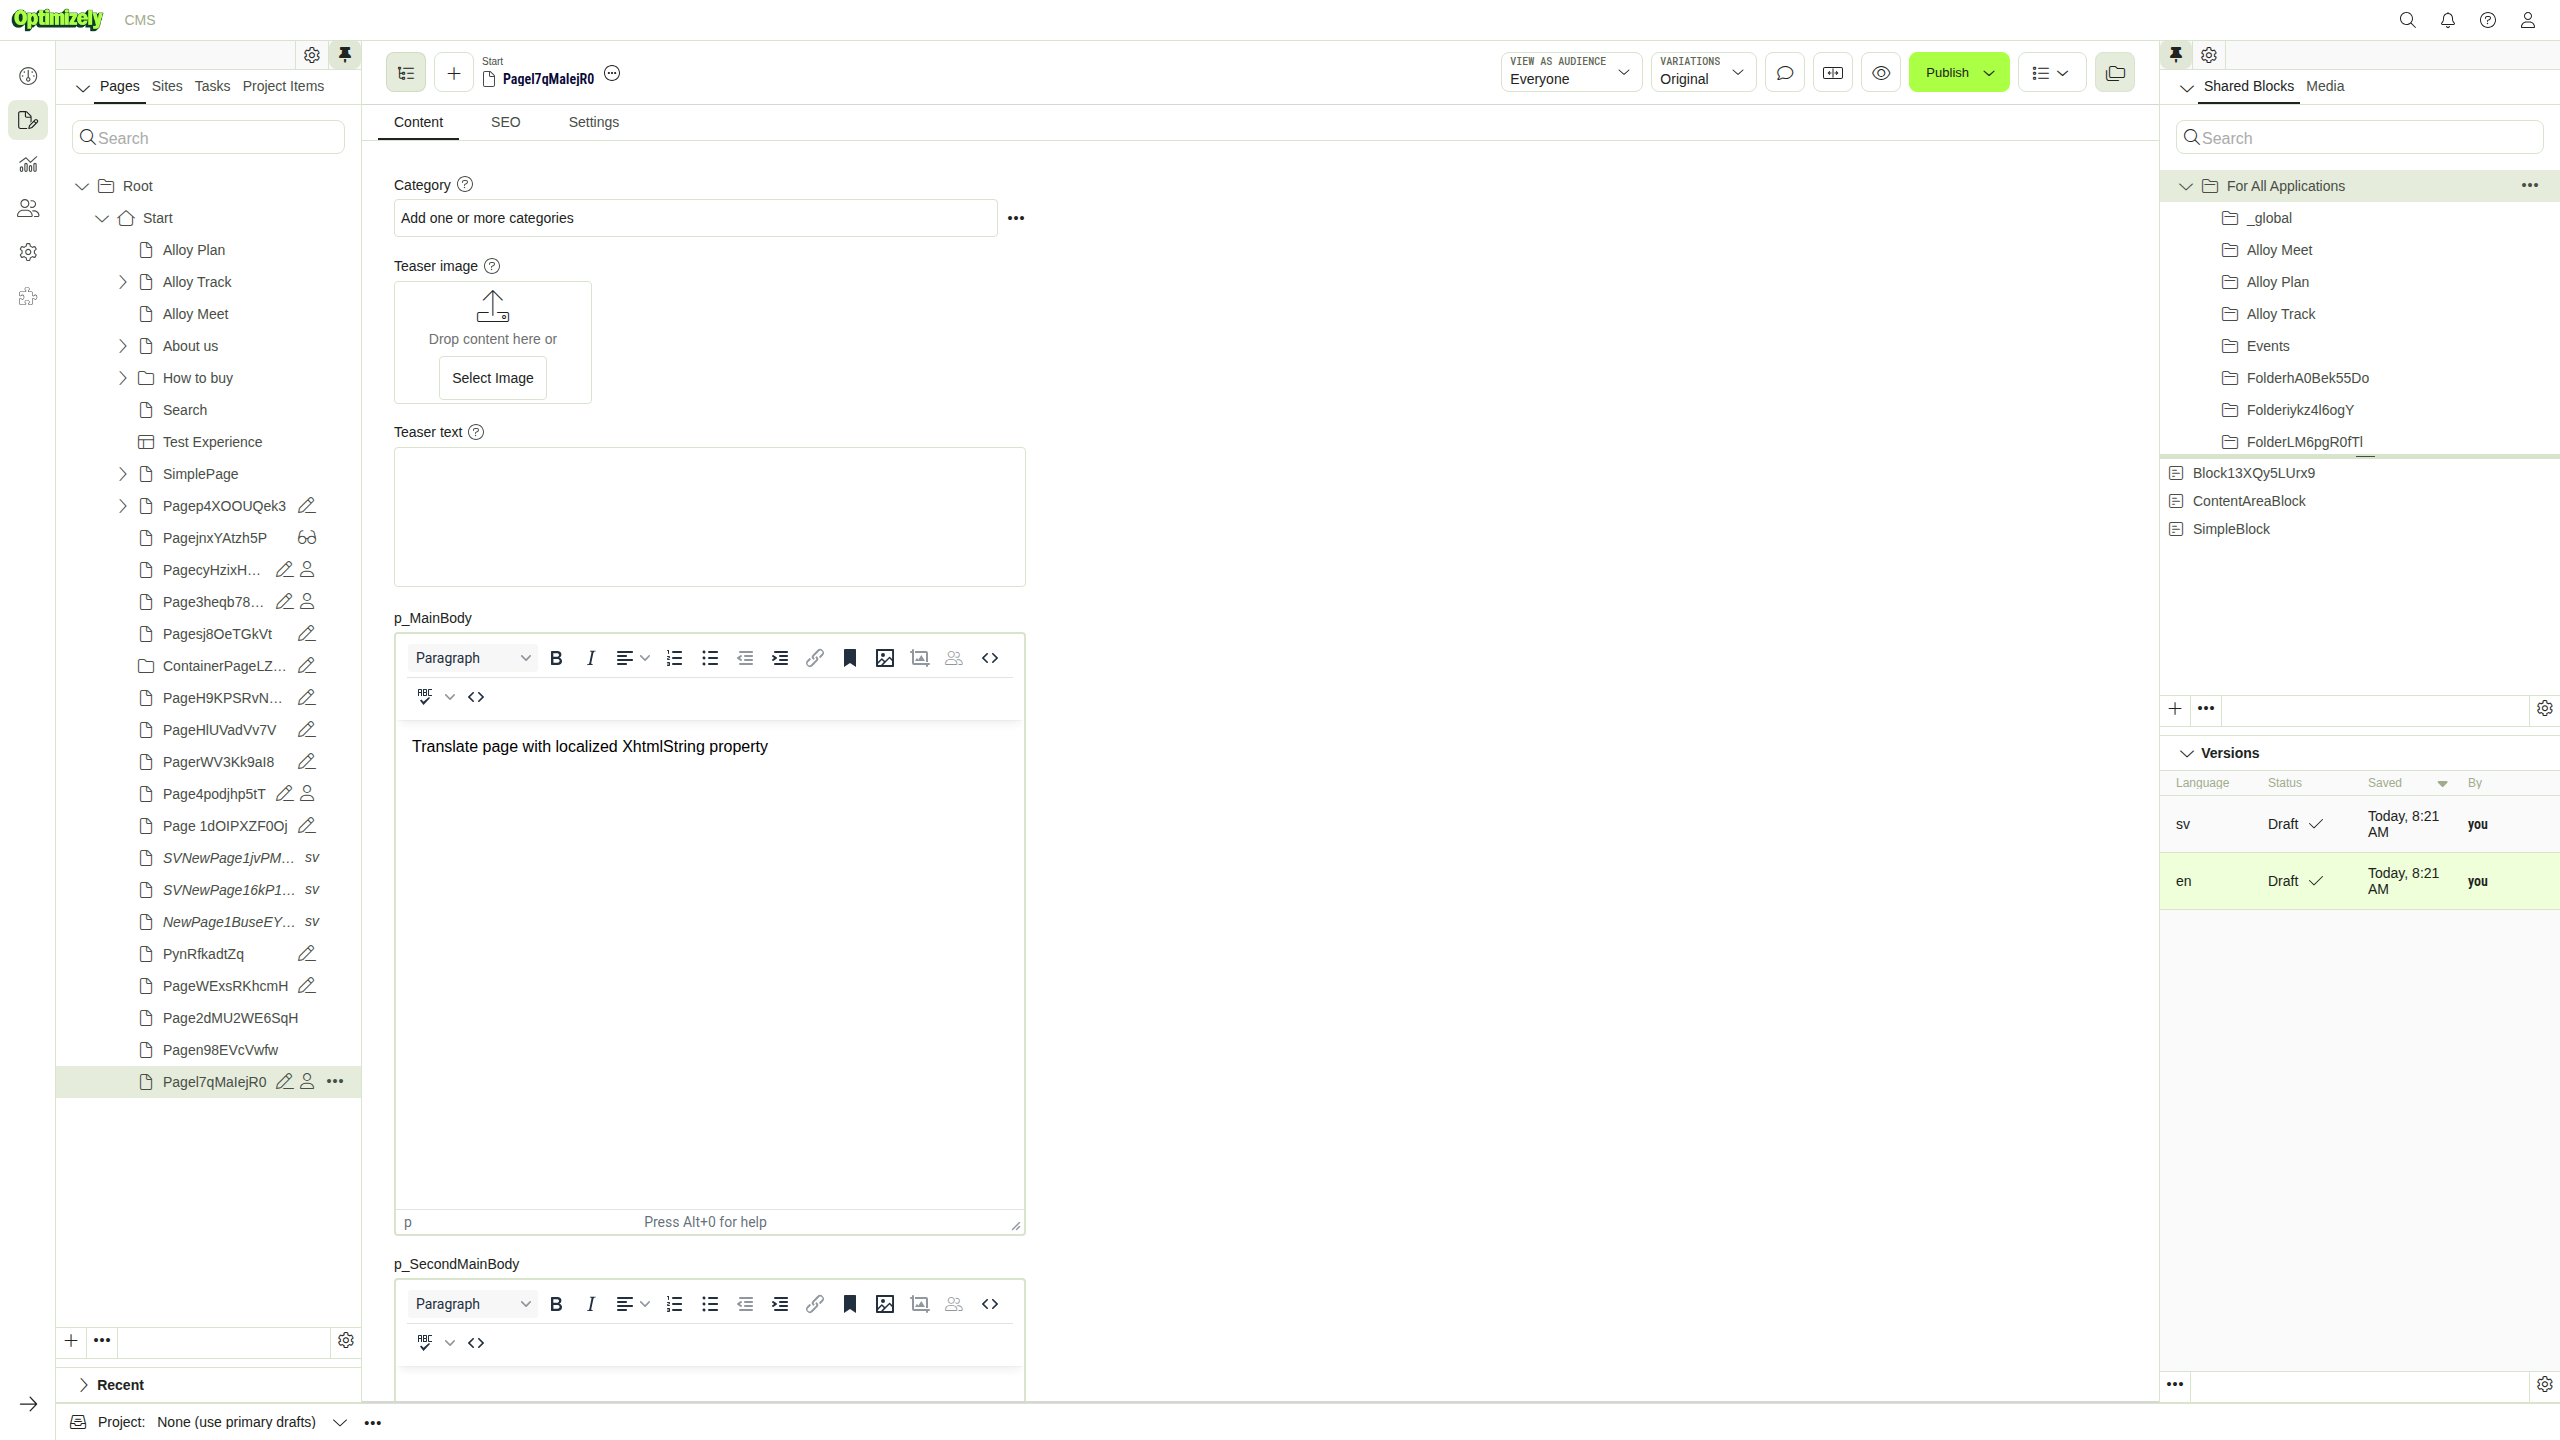 Optimizely CMS
Pages Sites Tasks Project Items
Search
Root
Start
Alloy Plan
Alloy Track
Alloy Meet
About us
How to buy
Search
Test Experience
SimplePage
Pagep4XOOUQek3
PagejnxYAtzh5P
PagecyHzixH...
Page3heqb78...
Pagesj8OeTGkVt
ContainerPageLZ...
PageH9KPSRvN...
PageHlUVadVv7V
PagerWV3Kk9aI8
Page4podjhp5tT
Page 1dOIPXZF0Oj
SVNewPage1jvPM... sv
SVNewPage16kP1... sv
NewPage1BuseEY... sv
PynRfkadtZq
PageWExsRKhcmH
Page2dMU2WE6SqH
Pagen98EVcVwfw
Pagel7qMaIejR0
Recent
Project: None (use primary drafts)
Start
Pagel7qMaIejR0
VIEW AS AUDIENCE
Everyone
VARIATIONS
Original
Publish
Content SEO Settings
Category
Add one or more categories
Teaser image
Drop content here or
Select Image
Teaser text
p_MainBody
Paragraph
Translate page with localized XhtmlString property
p Press Alt+0 for help
p_SecondMainBody
Paragraph
Shared Blocks Media
Search
For All Applications
_global
Alloy Meet
Alloy Plan
Alloy Track
Events
FolderhA0Bek55Do
Folderiykz4l6ogY
FolderLM6pgR0fTl
Block13XQy5LUrx9
ContentAreaBlock
SimpleBlock
Versions
Language Status Saved By
sv Draft Today, 8:21 AM you
en Draft Today, 8:21 AM you